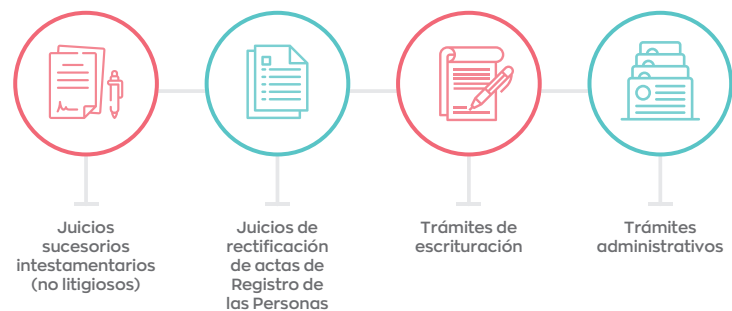 Juicios
sucesorios
intestamentarios
(no litigiosos)
Juicios de
rectificación
de actas de
Registro de
las Personas
Trámites de
escrituración
Trámites
administrativos